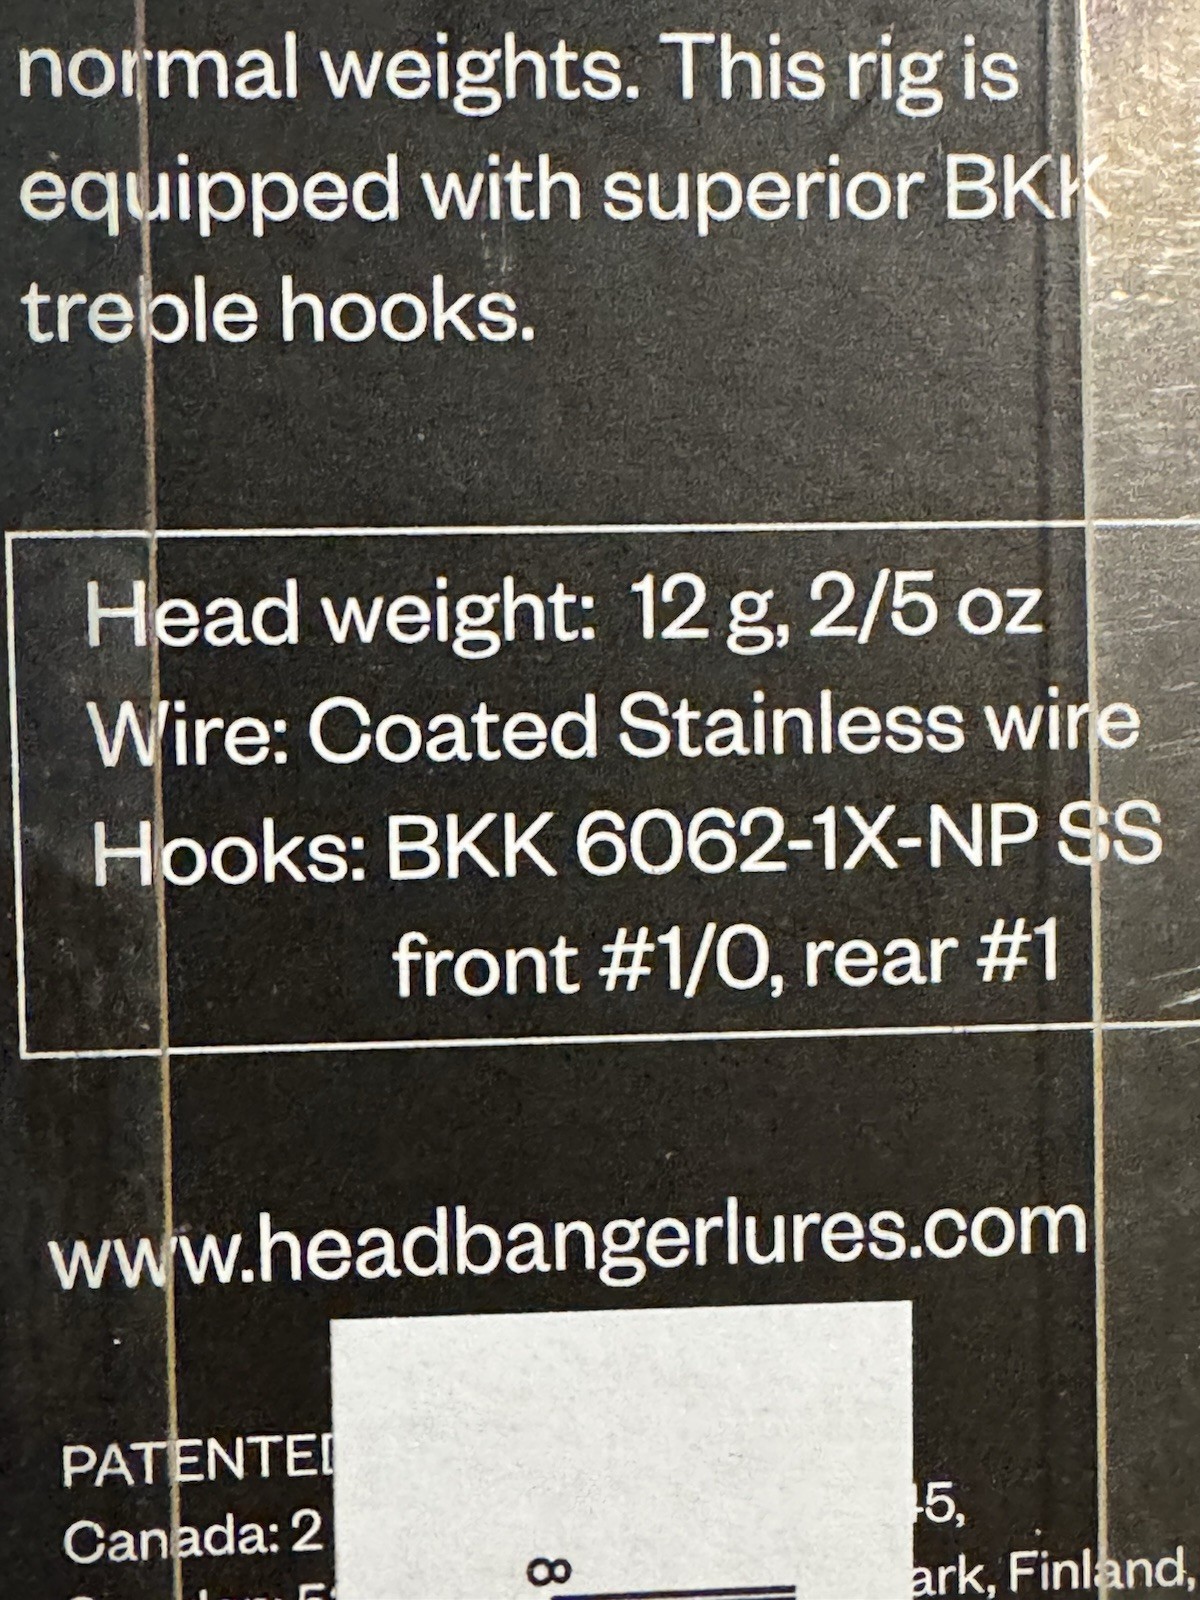 normal weights. This rig is
equipped with superior BKK
treble hooks.
Head weight: 12 g, 2/5 oz
Wire: Coated Stainless wire
Hooks: BKK 6062-1X-NP SS
front #1/0, rear #1
www.headbangerlures.com
PATENTED
Canada: 2
45,
Finland,
8